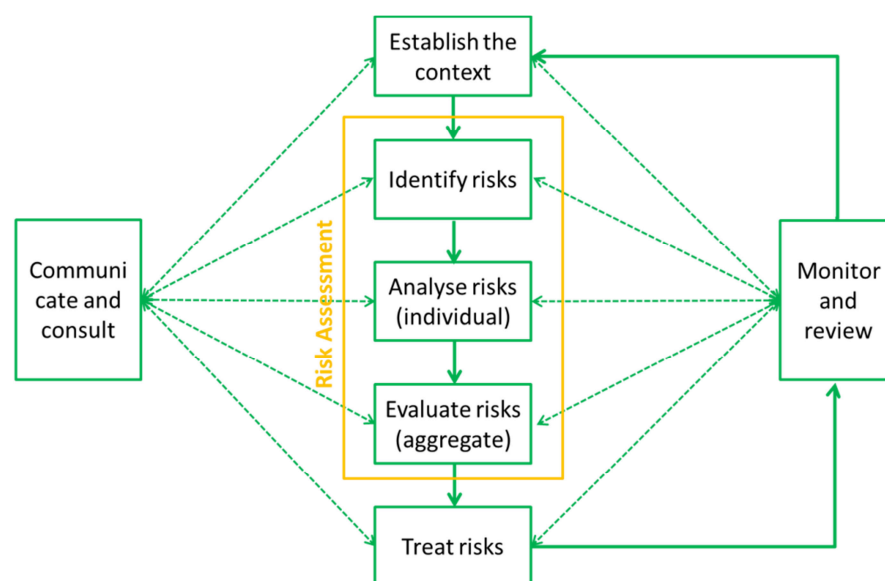 Establish the
context
Identify risks
Risk Assessment
Communi
cate and
consult
Analyse risks
(individual)
Monitor
and
review
Evaluate risks
(aggregate)
Treat risks